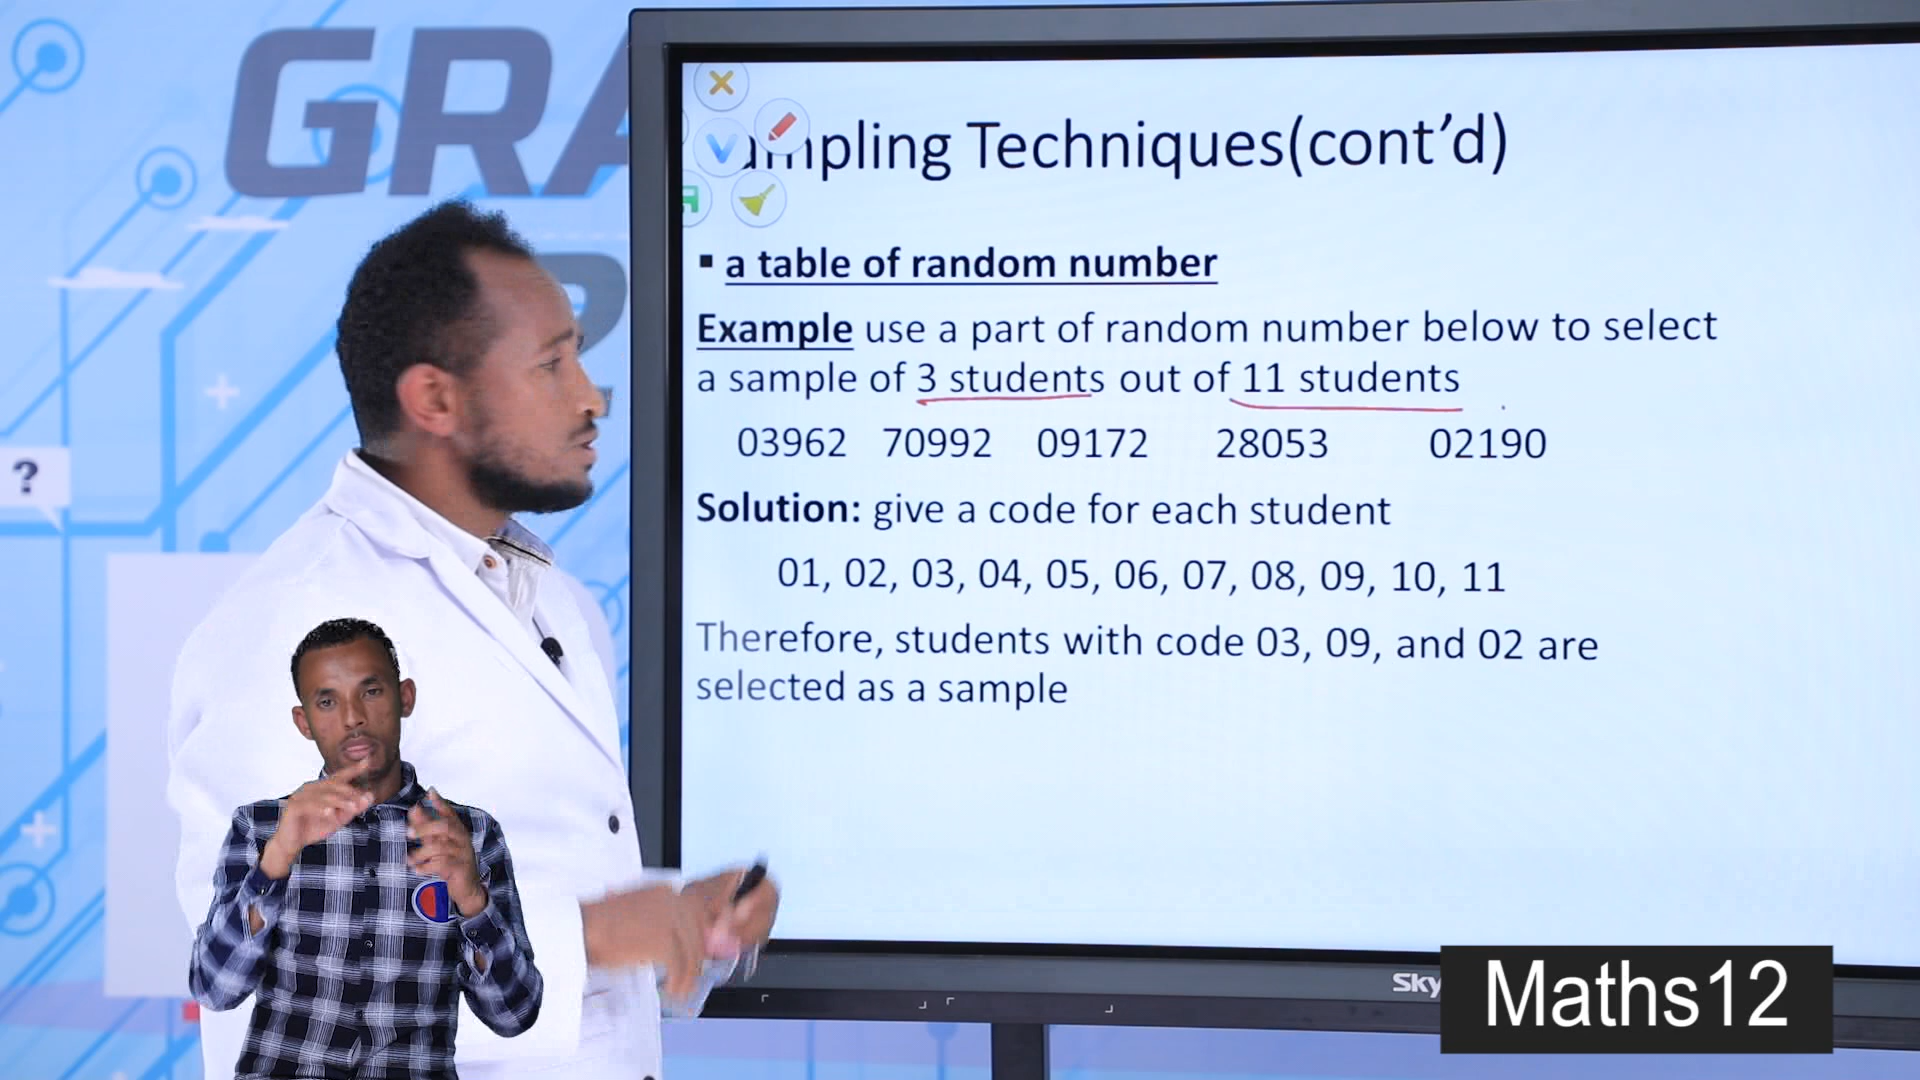 GRA
?
ampling Techniques(cont’d)
▪ a table of random number
Example use a part of random number below to select
a sample of 3 students out of 11 students
03962 70992 09172 28053 02190
Solution: give a code for each student
01, 02, 03, 04, 05, 06, 07, 08, 09, 10, 11
Therefore, students with code 03, 09, and 02 are
selected as a sample
Sky
Maths12